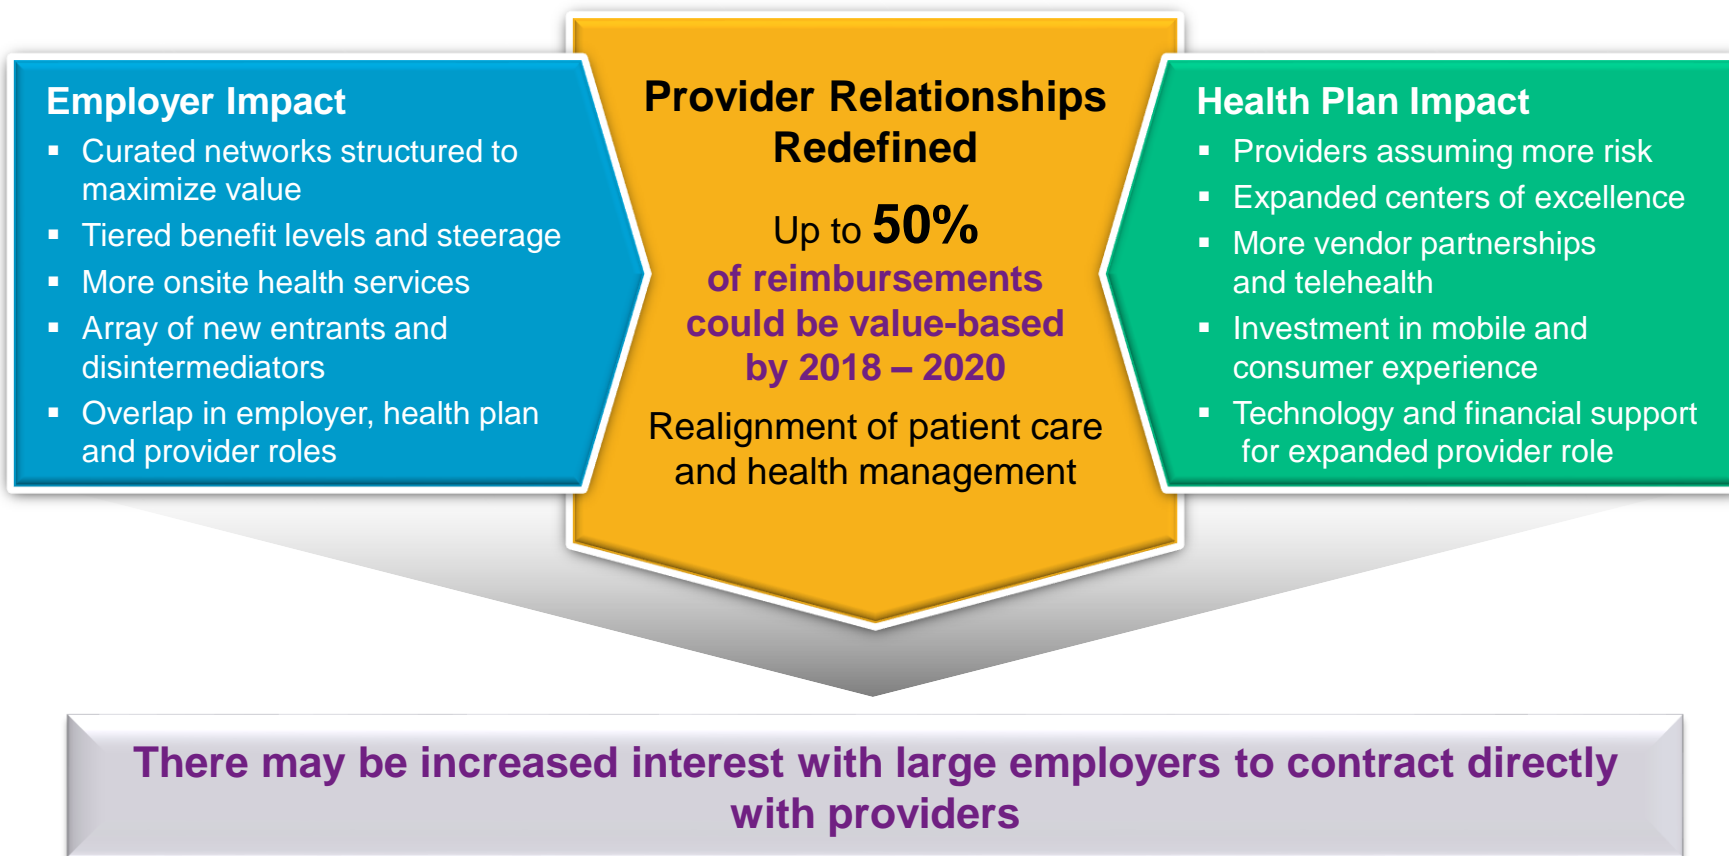 Employer Impact
▪ Curated networks structured to
maximize value
▪ Tiered benefit levels and steerage
▪ More onsite health services
▪ Array of new entrants and
disintermediators
▪ Overlap in employer, health plan
and provider roles
Provider Relationships
Redefined
Up to 50%
of reimbursements
could be value-based
by 2018 – 2020
Realignment of patient care
and health management
Health Plan Impact
▪ Providers assuming more risk
▪ Expanded centers of excellence
▪ More vendor partnerships
and telehealth
▪ Investment in mobile and
consumer experience
▪ Technology and financial support
for expanded provider role
There may be increased interest with large employers to contract directly
with providers